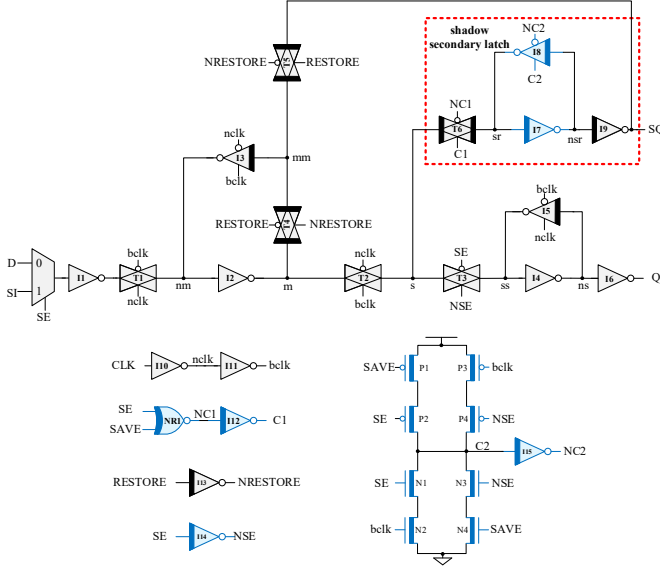 shadow
secondary latch
NC2
I8
C2
NRESTORE
T5
RESTORE
NC1
T6
C1
sr
I7
nsr
I9
SQ
nclk
I3
bclk
mm
RESTORE
T4
NRESTORE
bclk
I5
nclk
D
0
SI
1
SE
I1
bclk
T1
nclk
nm
I2
m
nclk
T2
bclk
s
SE
T3
NSE
ss
I4
ns
I6
Q
CLK
I10
nclk
I11
bclk
SE
SAVE
NR1
NC1
I12
C1
RESTORE
I13
NRESTORE
SE
I14
NSE
SAVE
P1
P3
bclk
SE
P2
P4
NSE
C2
I15
NC2
SE
N1
N3
NSE
bclk
N2
N4
SAVE